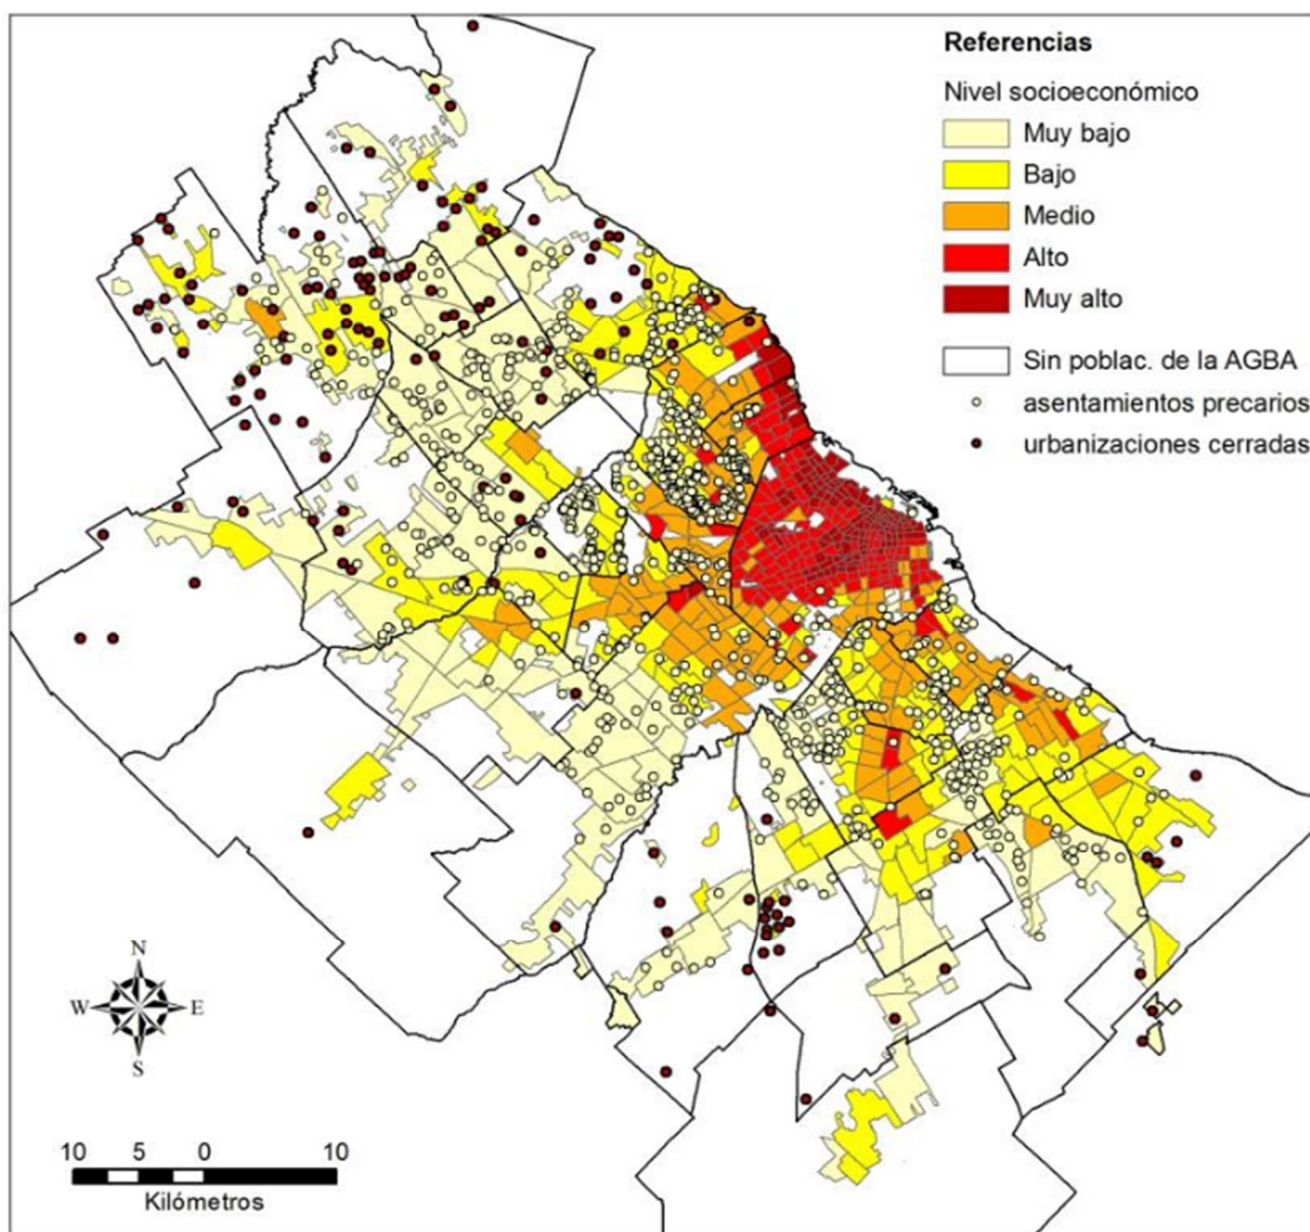 Referencias
Nivel socioeconómico
Muy bajo
Bajo
Medio
Alto
Muy alto
Sin poblac. de la AGBA
asentamientos precarios
urbanizaciones cerradas
N
W E
S
10 5 0 10
Kilómetros